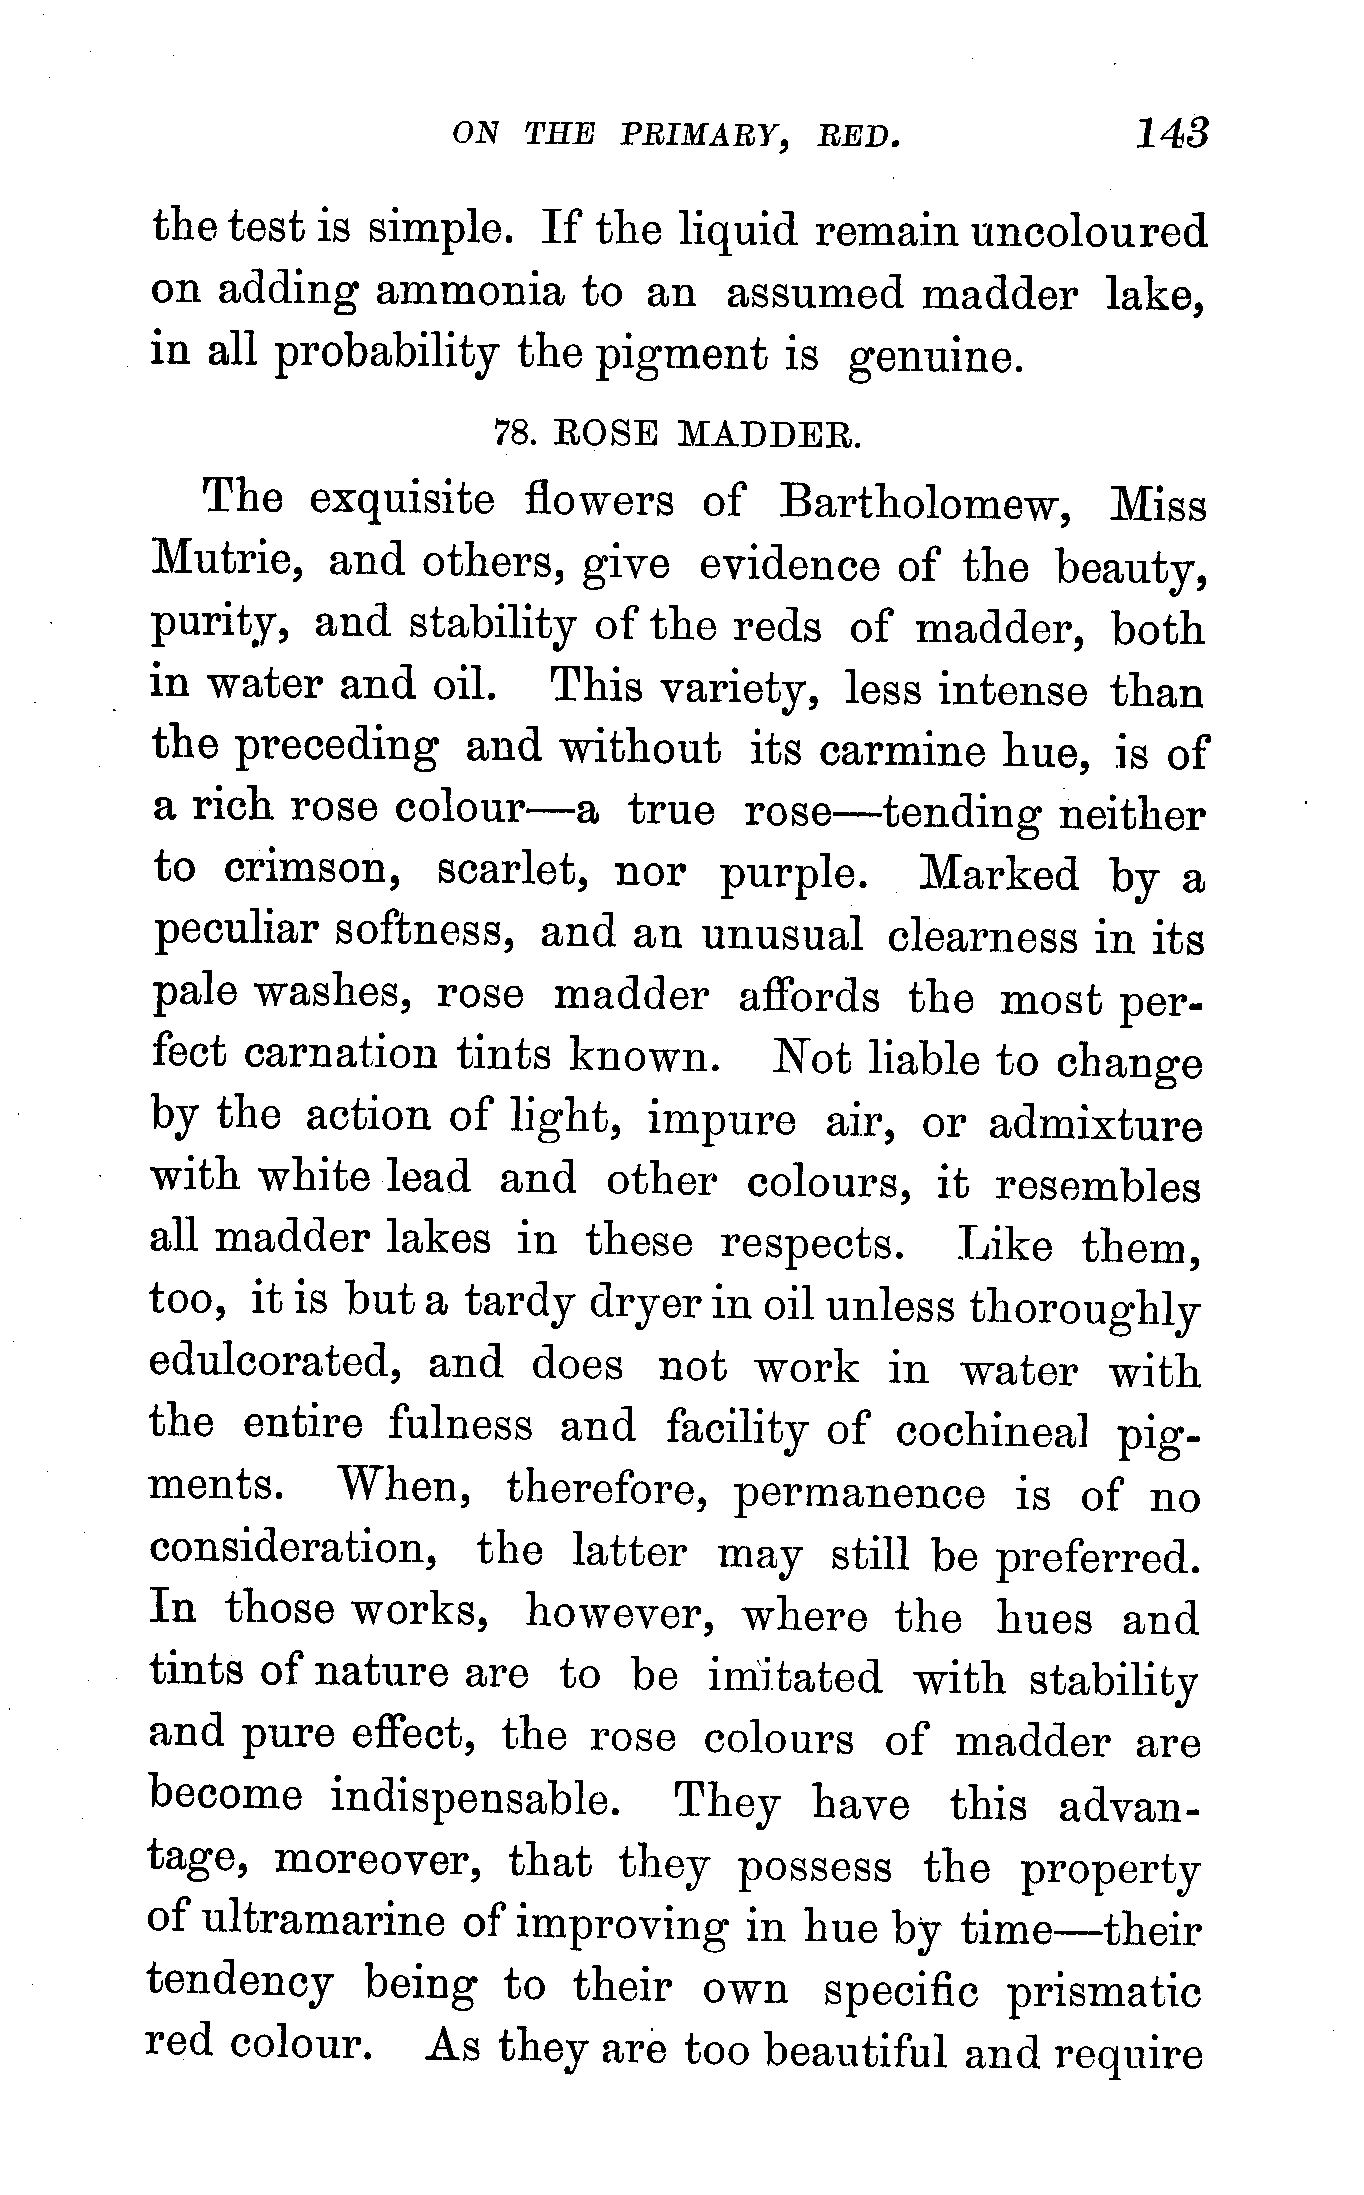 ON THE PRIMARY, RED. 143
the test is simple. If the liquid remain uncoloured
on adding ammonia to an assumed madder lake,
in all probability the pigment is genuine.
78. ROSE MADDER.
The exquisite flowers of Bartholomew, Miss
Mutrie, and others, give evidence of the beauty,
purity, and stability of the reds of madder, both
in water and oil. This variety, less intense than
the preceding and without its carmine hue, is of
a rich rose colour—a true rose—tending neither
to crimson, scarlet, nor purple. Marked by a
peculiar softness, and an unusual clearness in its
pale washes, rose madder affords the most per-
fect carnation tints known. Not liable to change
by the action of light, impure air, or admixture
with white lead and other colours, it resembles
all madder lakes in these respects. Like them,
too, it is but a tardy dryer in oil unless thoroughly
edulcorated, and does not work in water with
the entire fulness and facility of cochineal pig-
ments. When, therefore, permanence is of no
consideration, the latter may still be preferred.
In those works, however, where the hues and
tints of nature are to be imitated with stability
and pure effect, the rose colours of madder are
become indispensable. They have this advan-
tage, moreover, that they possess the property
of ultramarine of improving in hue by time—their
tendency being to their own specific prismatic
red colour. As they are too beautiful and require